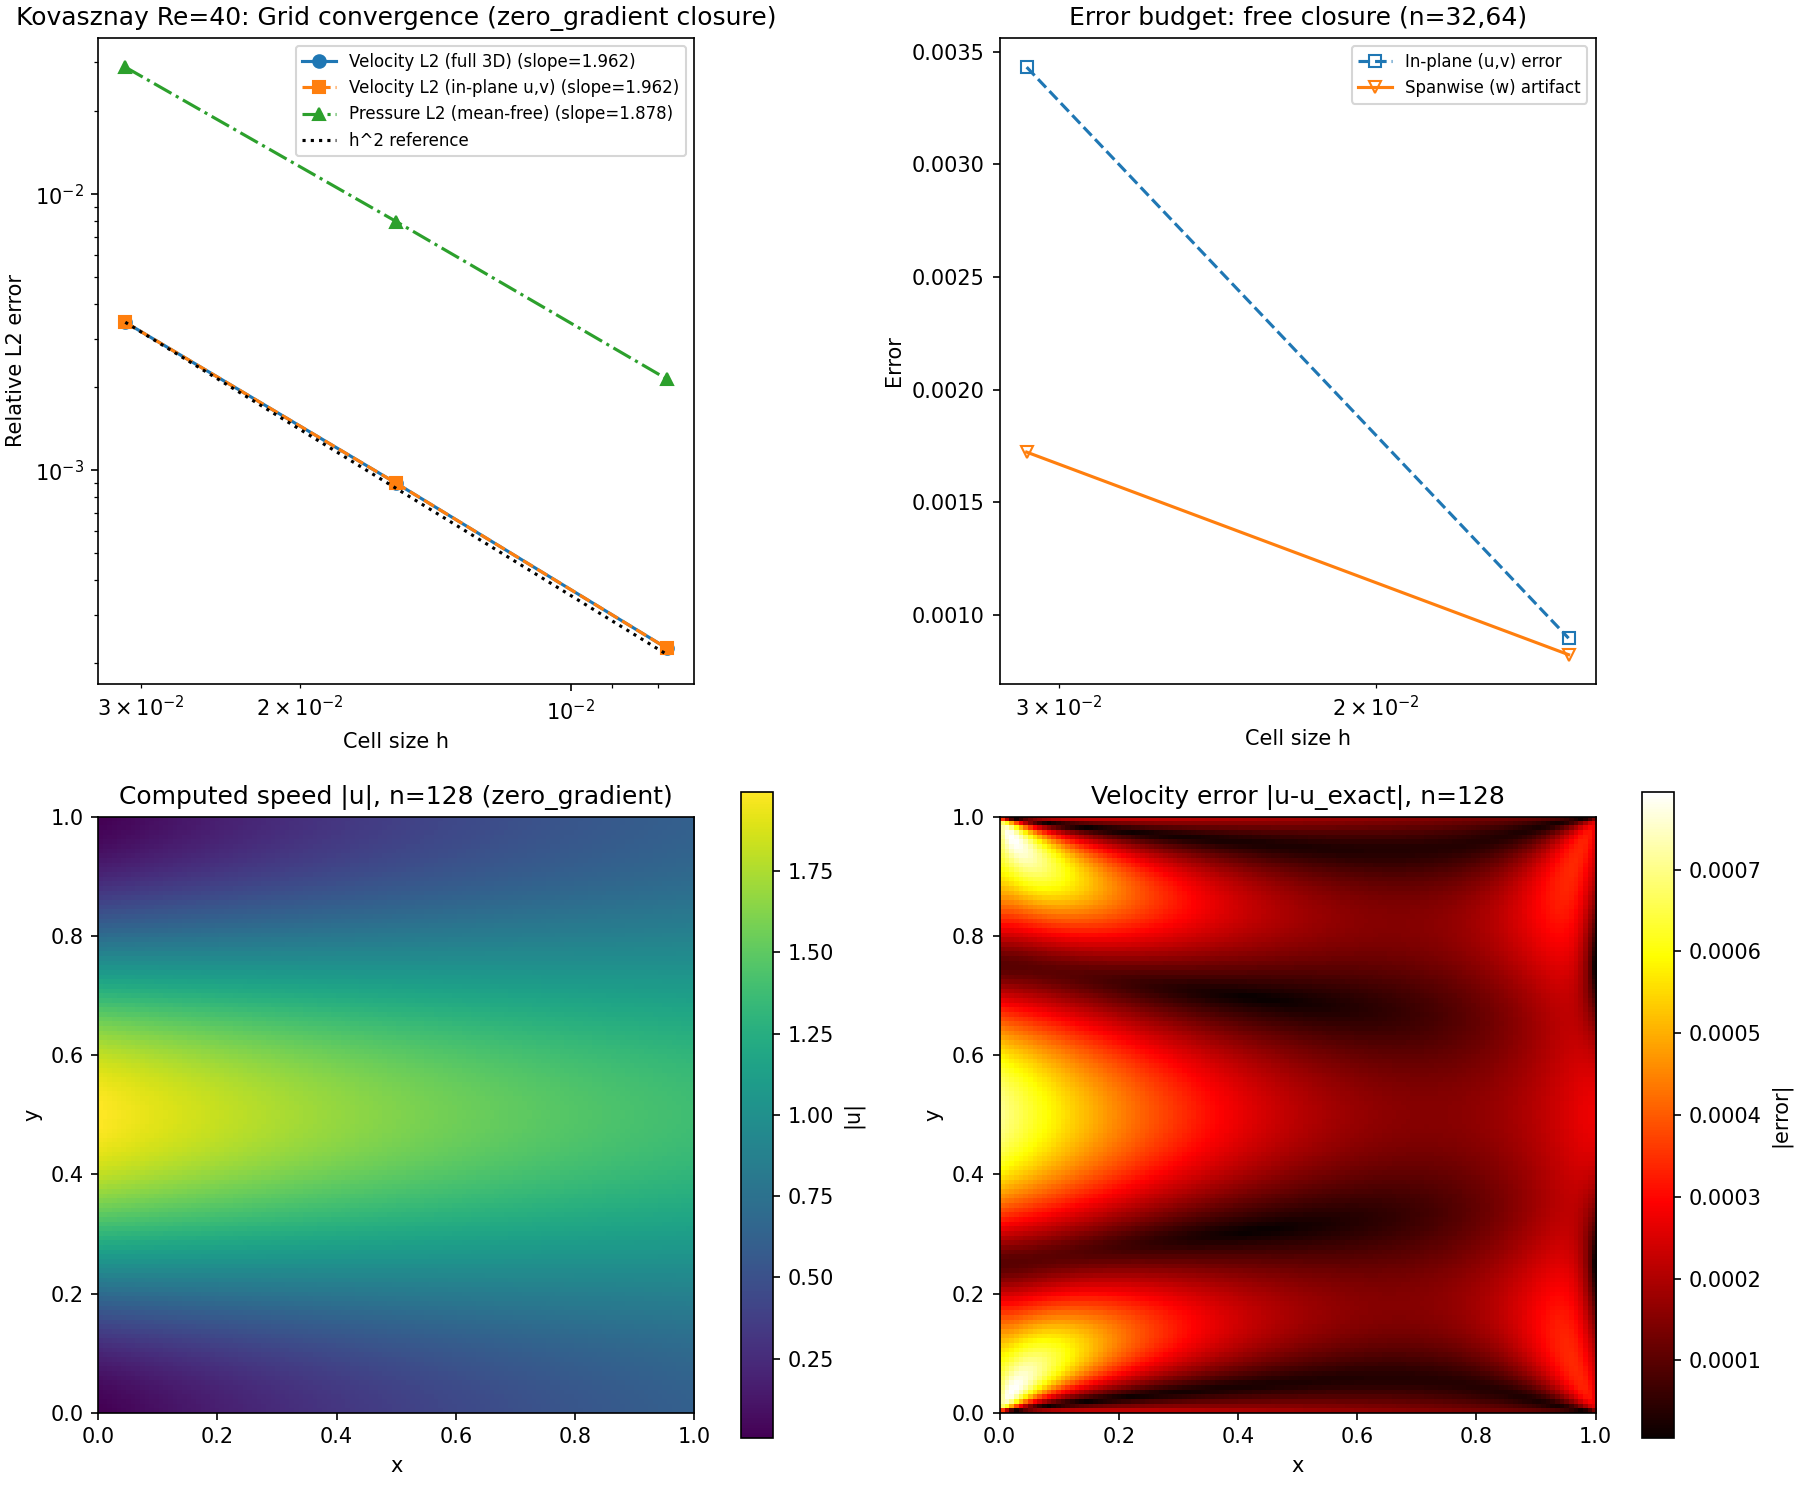 Kovasznay Re=40: Grid convergence (zero_gradient closure)
Velocity L2 (full 3D) (slope=1.962)
Velocity L2 (in-plane u,v) (slope=1.962)
Pressure L2 (mean-free) (slope=1.878)
h^2 reference
Relative L2 error
10⁻²
10⁻³
3 × 10⁻²
2 × 10⁻²
10⁻²
Cell size h
Error budget: free closure (n=32,64)
In-plane (u,v) error
Spanwise (w) artifact
Error
0.0035
0.0030
0.0025
0.0020
0.0015
0.0010
3 × 10⁻²
2 × 10⁻²
Cell size h
Computed speed |u|, n=128 (zero_gradient)
y
1.0
0.8
0.6
0.4
0.2
0.0
0.0 0.2 0.4 0.6 0.8 1.0
x
1.75
1.50
1.25
1.00
0.75
0.50
0.25
|u|
Velocity error |u-u_exact|, n=128
y
1.0
0.8
0.6
0.4
0.2
0.0
0.0 0.2 0.4 0.6 0.8 1.0
x
0.0007
0.0006
0.0005
0.0004
0.0003
0.0002
0.0001
|error|